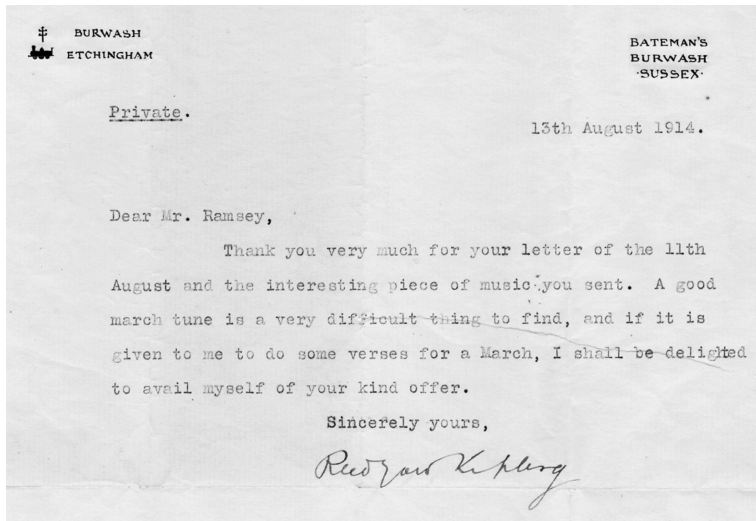 BURWASH
ETCHINGHAM
BATEMAN'S
BURWASH
·SUSSEX·
Private.
13th August 1914.
Dear Mr. Ramsey,
Thank you very much for your letter of the 11th
August and the interesting piece of music you sent. A good
march tune is a very difficult thing to find, and if it is
given to me to do some verses for a March, I shall be delighted
to avail myself of your kind offer.
Sincerely yours,
Rudyard Kipling